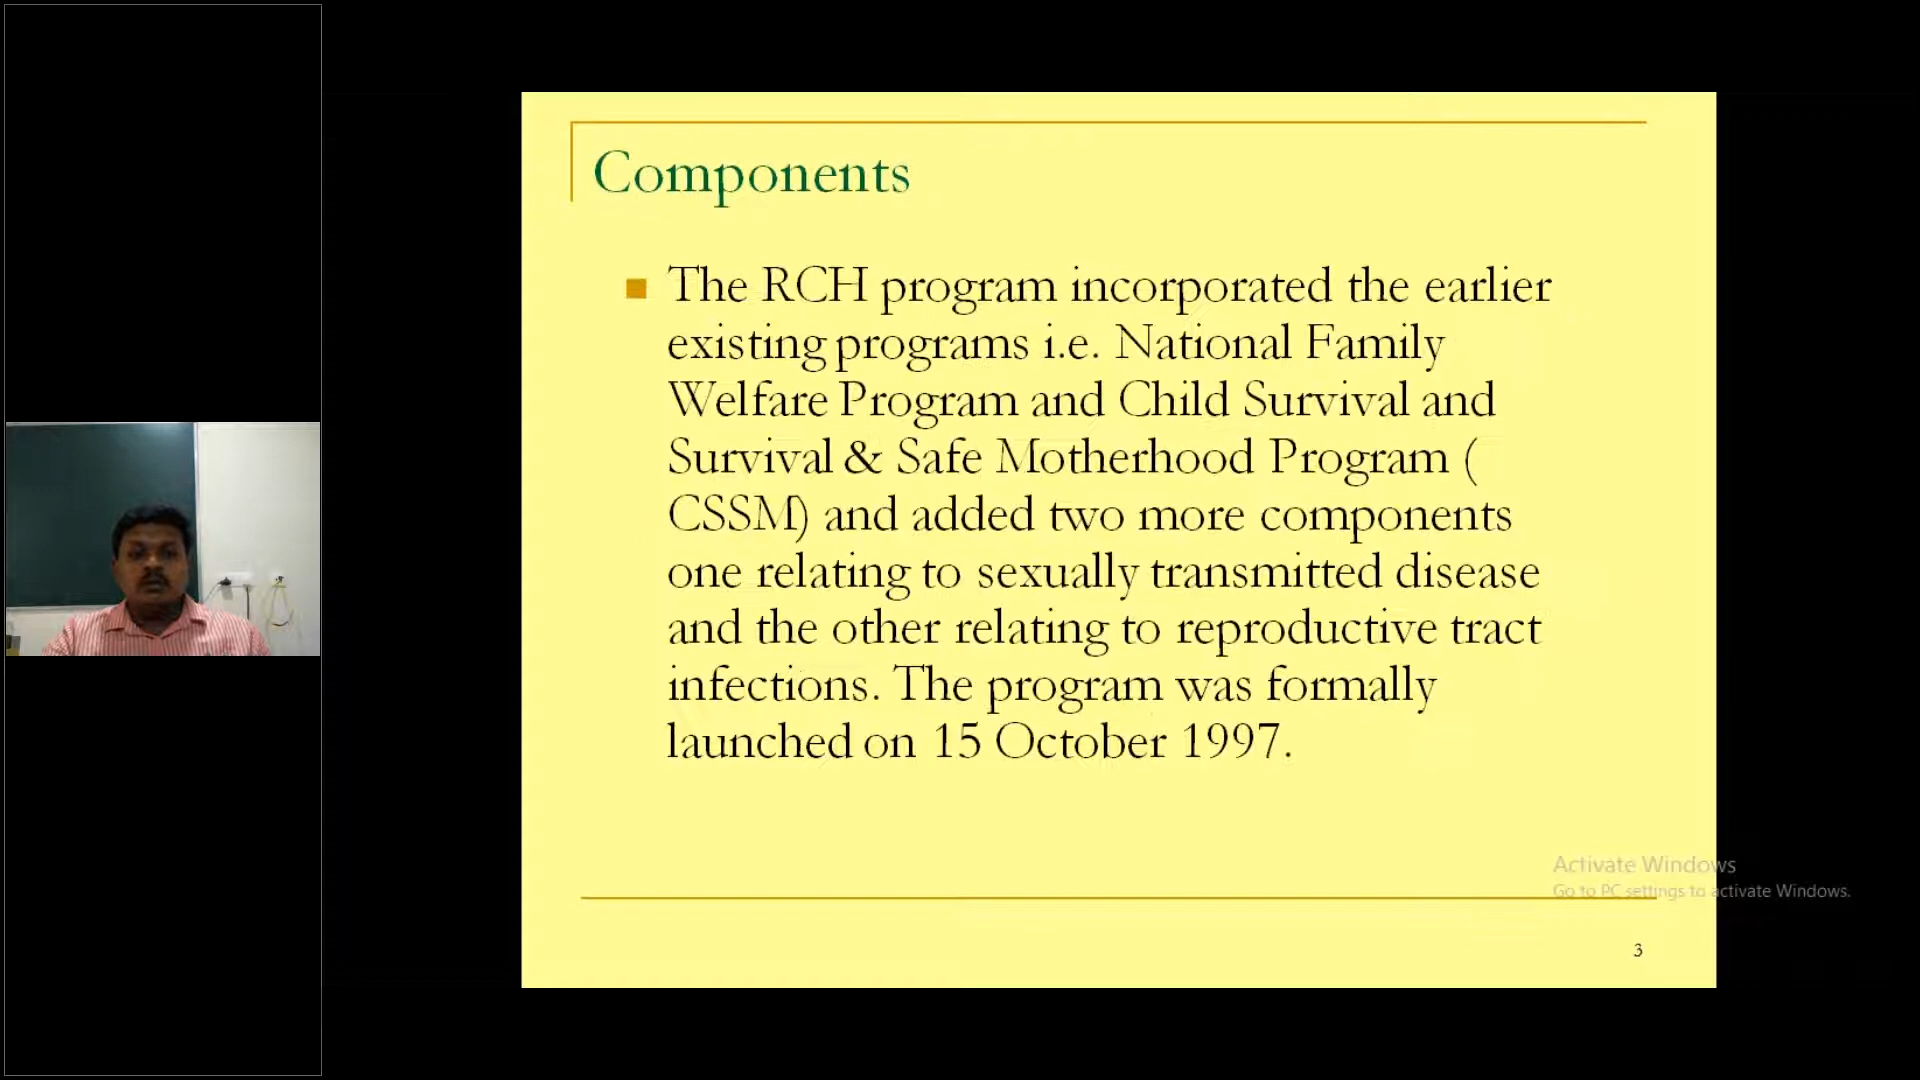 Components
The RCH program incorporated the earlier
existing programs i.e. National Family
Welfare Program and Child Survival and
Survival & Safe Motherhood Program (
CSSM) and added two more components
one relating to sexually transmitted disease
and the other relating to reproductive tract
infections. The program was formally
launched on 15 October 1997.
Activate Windows
Go to PC settings to activate Windows.
3